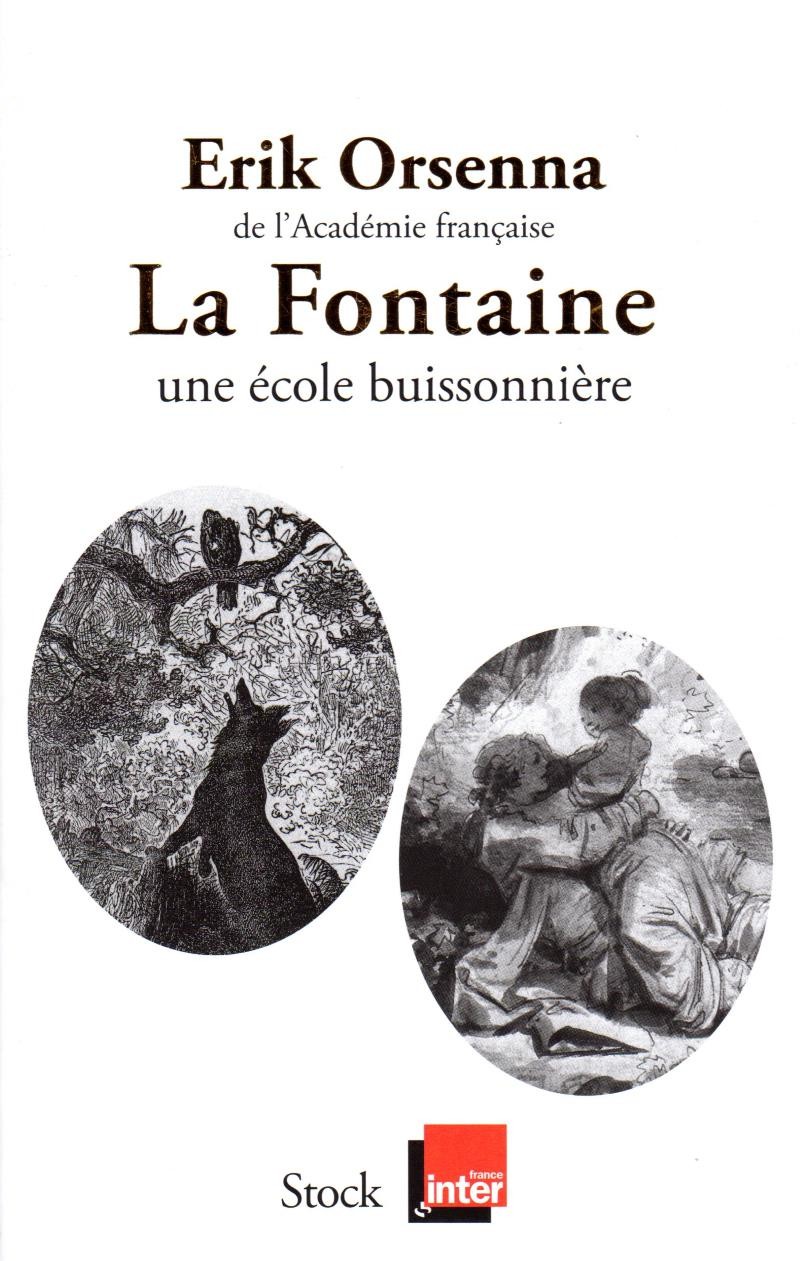 Erik Orsenna
de l'Académie française
La Fontaine
une école buissonnière
Stock
france
inter